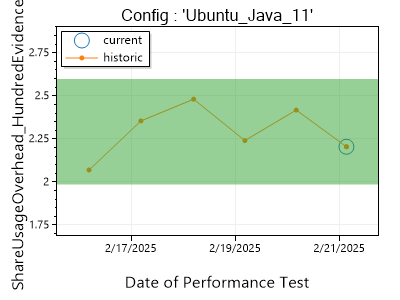 Config : 'Ubuntu_Java_11'
current
historic
2.75
2.5
2.25
2
1.75
ShareUsageOverhead_HundredEvidence
2/17/2025
2/19/2025
2/21/2025
Date of Performance Test